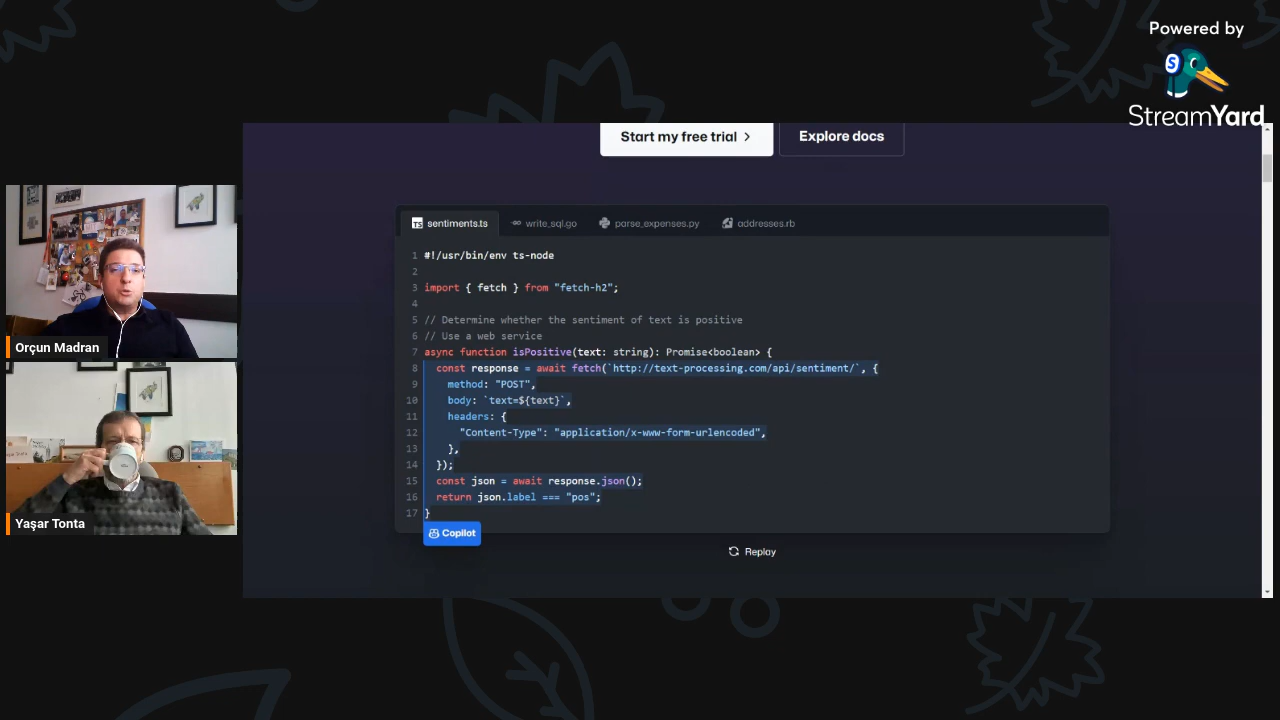 Powered by
StreamYard
Start my free trial
Explore docs
TS sentiments.ts
write_sql.go
parse_expenses.py
addresses.rb
1 #!/usr/bin/env ts-node
2
3 import { fetch } from "fetch-h2";
4
5 // Determine whether the sentiment of text is positive
6 // Use a web service
7 async function isPositive(text: string): Promise<boolean> {
8 const response = await fetch(`http://text-processing.com/api/sentiment/`, {
9 method: "POST",
10 body: `text=${text}`,
11 headers: {
12 "Content-Type": "application/x-www-form-urlencoded",
13 },
14 });
15 const json = await response.json();
16 return json.label === "pos";
17 }
Copilot
Replay
Orçun Madran
Yaşar Tonta